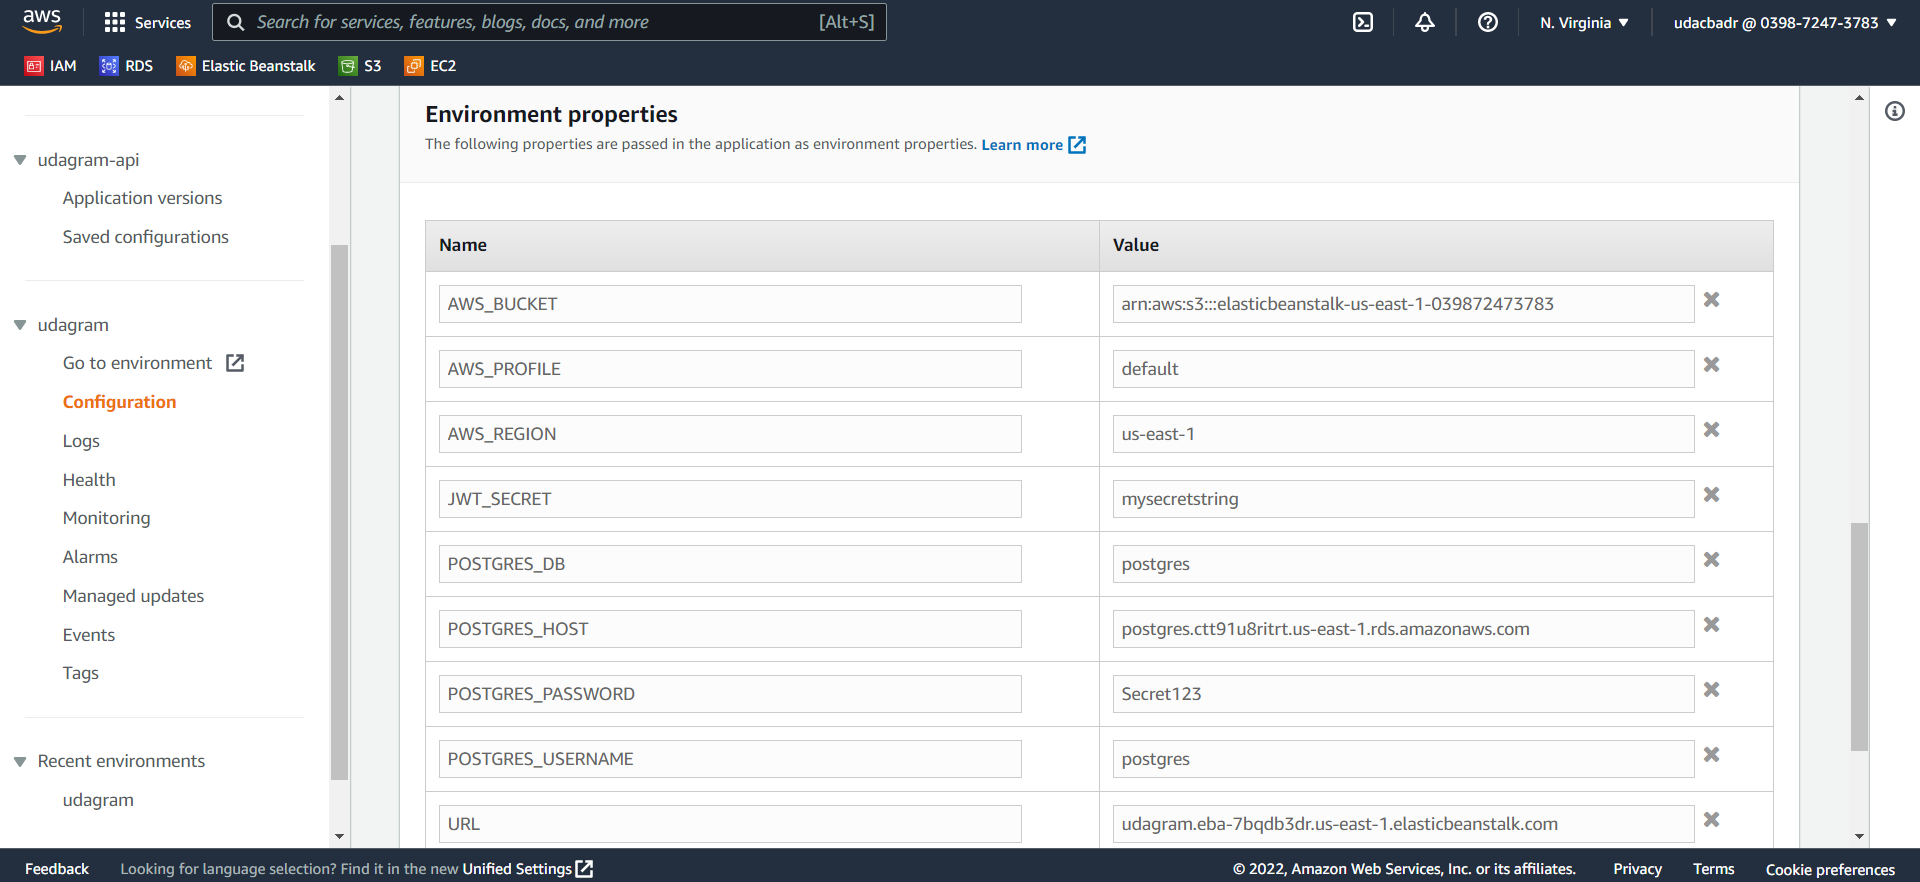 aws
Services
Search for services, features, blogs, docs, and more
[Alt+S]
N. Virginia
udacbadr @ 0398-7247-3783
IAM
RDS
Elastic Beanstalk
S3
EC2
udagram-api
Application versions
Saved configurations
udagram
Go to environment
Configuration
Logs
Health
Monitoring
Alarms
Managed updates
Events
Tags
Recent environments
udagram
Environment properties
The following properties are passed in the application as environment properties. Learn more
Name Value
AWS_BUCKET arn:aws:s3:::elasticbeanstalk-us-east-1-039872473783
AWS_PROFILE default
AWS_REGION us-east-1
JWT_SECRET mysecretstring
POSTGRES_DB postgres
POSTGRES_HOST postgres.ctt91u8ritrt.us-east-1.rds.amazonaws.com
POSTGRES_PASSWORD Secret123
POSTGRES_USERNAME postgres
URL udagram.eba-7bqdb3dr.us-east-1.elasticbeanstalk.com
Feedback
Looking for language selection? Find it in the new Unified Settings
© 2022, Amazon Web Services, Inc. or its affiliates.
Privacy
Terms
Cookie preferences